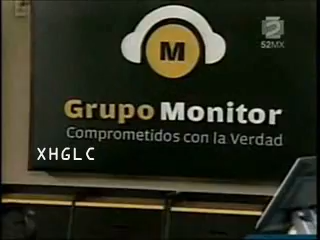 52MX
M
Grupo Monitor
Comprometidos con la Verdad
XHGLC